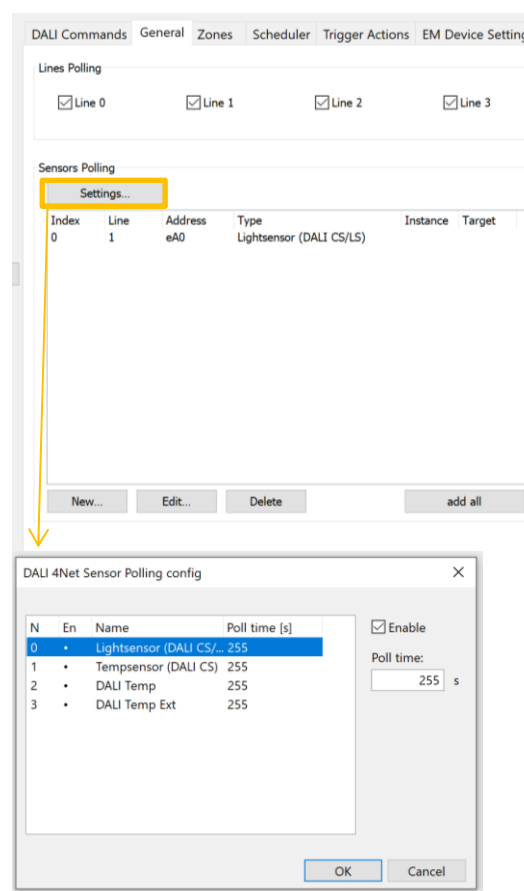 DALI Commands General Zones Scheduler Trigger Actions EM Device Setting
Lines Polling
Line 0 Line 1 Line 2 Line 3
Sensors Polling
Settings...
Index Line Address Type Instance Target
0 1 eA0 Lightsensor (DALI CS/LS)
New... Edit... Delete add all
DALI 4Net Sensor Polling config
N En Name Poll time [s] Enable
0 • Lightsensor (DALI CS/... 255
Poll time:
1 • Tempsensor (DALI CS) 255
255 s
2 • DALI Temp 255
3 • DALI Temp Ext 255
OK Cancel